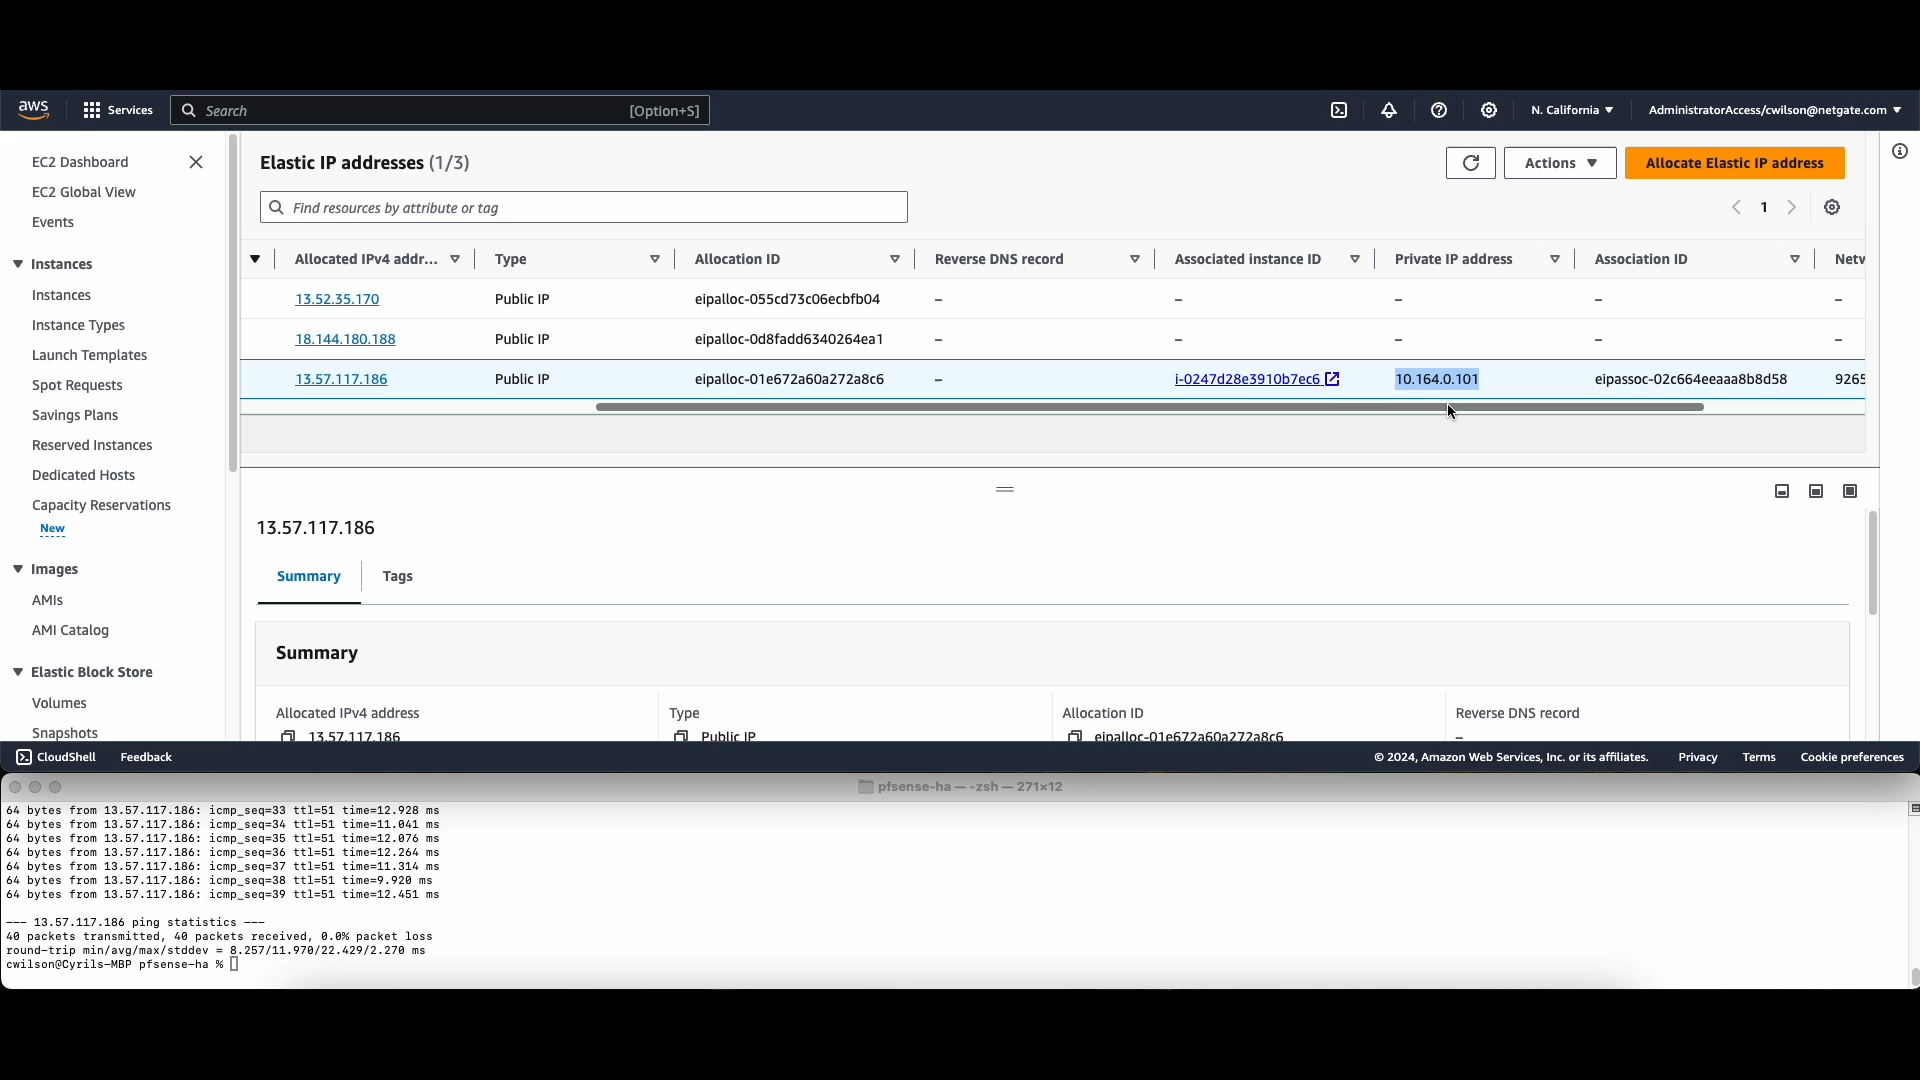 aws Services Search [Option+S] N. California AdministratorAccess/cwilson@netgate.com
EC2 Dashboard
EC2 Global View
Events
Instances
Instances
Instance Types
Launch Templates
Spot Requests
Savings Plans
Reserved Instances
Dedicated Hosts
Capacity Reservations
New
Images
AMIs
AMI Catalog
Elastic Block Store
Volumes
Snapshots
Elastic IP addresses (1/3)
Actions
Allocate Elastic IP address
Find resources by attribute or tag
1
Allocated IPv4 addr... Type Allocation ID Reverse DNS record Associated instance ID Private IP address Association ID Netw
13.52.35.170 Public IP eipalloc-055cd73c06ecbfb04 – – – – –
18.144.180.188 Public IP eipalloc-0d8fadd6340264ea1 – – – – –
13.57.117.186 Public IP eipalloc-01e672a60a272a8c6 – i-0247d28e3910b7ec6 10.164.0.101 eipassoc-02c664eeaaa8b8d58 9265
13.57.117.186
Summary Tags
Summary
Allocated IPv4 address Type Allocation ID Reverse DNS record
13.57.117.186 Public IP eipalloc-01e672a60a272a8c6 –
CloudShell Feedback © 2024, Amazon Web Services, Inc. or its affiliates. Privacy Terms Cookie preferences
pfsense-ha — -zsh — 271×12
64 bytes from 13.57.117.186: icmp_seq=33 ttl=51 time=12.928 ms
64 bytes from 13.57.117.186: icmp_seq=34 ttl=51 time=11.041 ms
64 bytes from 13.57.117.186: icmp_seq=35 ttl=51 time=12.076 ms
64 bytes from 13.57.117.186: icmp_seq=36 ttl=51 time=12.264 ms
64 bytes from 13.57.117.186: icmp_seq=37 ttl=51 time=11.314 ms
64 bytes from 13.57.117.186: icmp_seq=38 ttl=51 time=9.920 ms
64 bytes from 13.57.117.186: icmp_seq=39 ttl=51 time=12.451 ms
--- 13.57.117.186 ping statistics ---
40 packets transmitted, 40 packets received, 0.0% packet loss
round-trip min/avg/max/stddev = 8.257/11.970/22.429/2.270 ms
cwilson@Cyrils-MBP pfsense-ha %